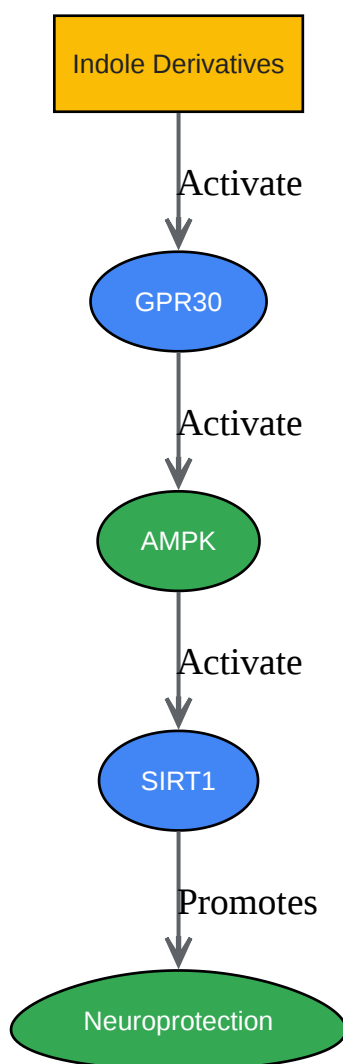 Indole Derivatives
Activate
GPR30
Activate
AMPK
Activate
SIRT1
Promotes
Neuroprotection